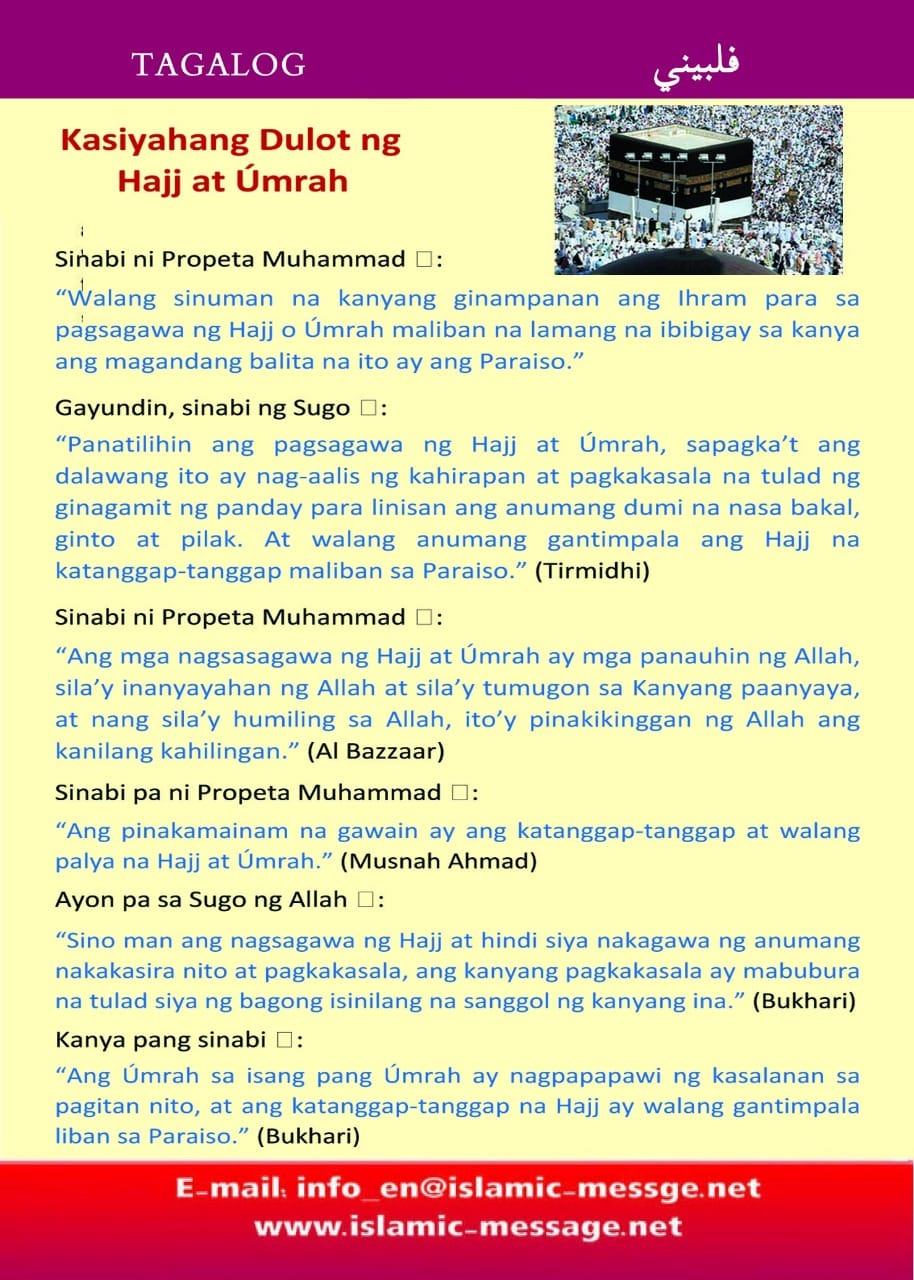 TAGALOG
فلبيني
Kasiyahang Dulot ng
Hajj at Úmrah
Sinabi ni Propeta Muhammad □:
“Walang sinuman na kanyang ginampanan ang Ihram para sa
pagsagawa ng Hajj o Úmrah maliban na lamang na ibibigay sa kanya
ang magandang balita na ito ay ang Paraiso.”
Gayundin, sinabi ng Sugo □:
“Panatilihin ang pagsagawa ng Hajj at Úmrah, sapagka’t ang
dalawang ito ay nag-aalis ng kahirapan at pagkakasala na tulad ng
ginagamit ng panday para linisan ang anumang dumi na nasa bakal,
ginto at pilak. At walang anumang gantimpala ang Hajj na
katanggap-tanggap maliban sa Paraiso.” (Tirmidhi)
Sinabi ni Propeta Muhammad □:
“Ang mga nagsasagawa ng Hajj at Úmrah ay mga panauhin ng Allah,
sila’y inanyayahan ng Allah at sila’y tumugon sa Kanyang paanyaya,
at nang sila’y humiling sa Allah, ito’y pinakikinggan ng Allah ang
kanilang kahilingan.” (Al Bazzaar)
Sinabi pa ni Propeta Muhammad □:
“Ang pinakamainam na gawain ay ang katanggap-tanggap at walang
palya na Hajj at Úmrah.” (Musnah Ahmad)
Ayon pa sa Sugo ng Allah □:
“Sino man ang nagsagawa ng Hajj at hindi siya nakagawa ng anumang
nakakasira nito at pagkakasala, ang kanyang pagkakasala ay mabubura
na tulad siya ng bagong isinilang na sanggol ng kanyang ina.” (Bukhari)
Kanya pang sinabi □:
“Ang Úmrah sa isang pang Úmrah ay nagpapapawi ng kasalanan sa
pagitan nito, at ang katanggap-tanggap na Hajj ay walang gantimpala
liban sa Paraiso.” (Bukhari)
E-mail: info_en@islamic-messge.net
www.islamic-message.net